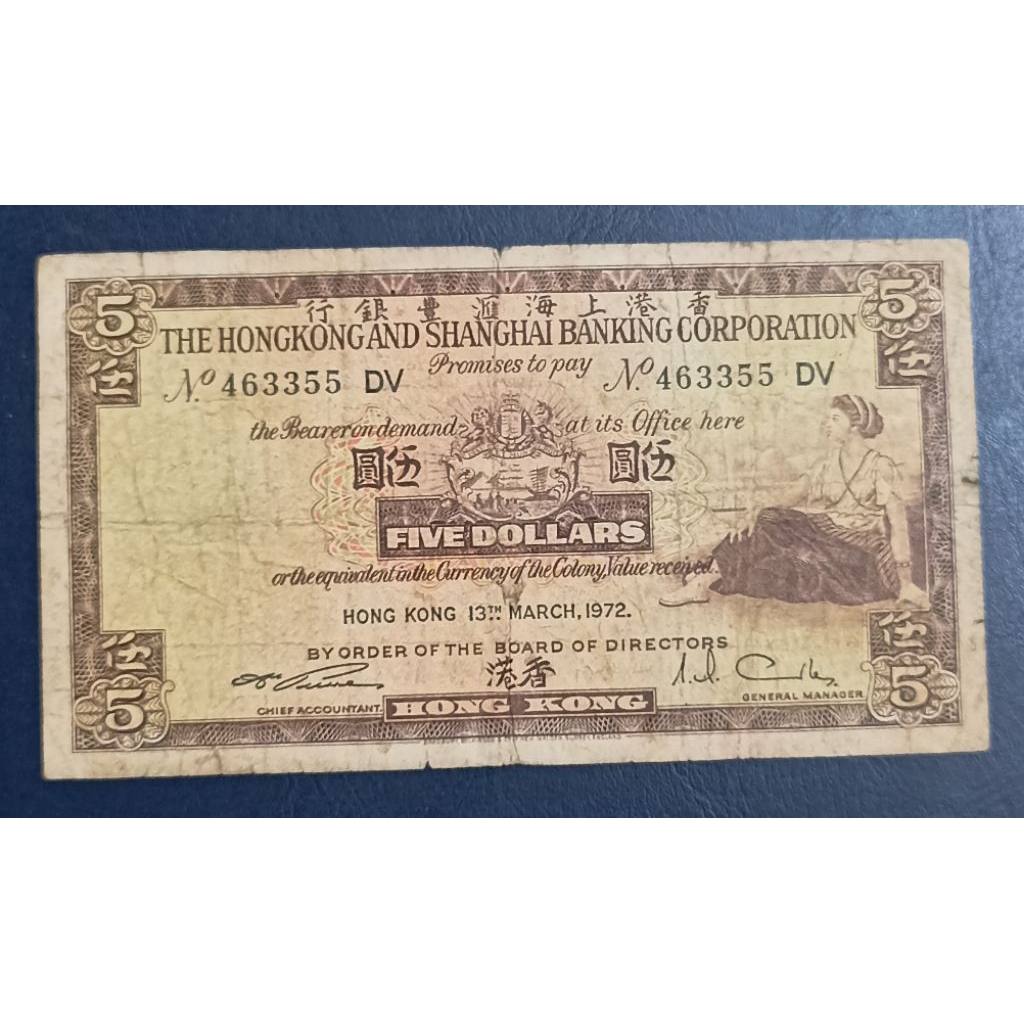 5 5
香港上海滙豐銀行
THE HONGKONG AND SHANGHAI BANKING CORPORATION
伍 伍
Promises to pay
No 463355 DV No 463355 DV
the Bearer on demand at its Office here
伍圓 伍圓
FIVE DOLLARS
or the equivalent in the Currency of the Colony, Value received.
HONG KONG 13TH MARCH, 1972.
BY ORDER OF THE BOARD OF DIRECTORS
伍 伍
香港
5 5
CHIEF ACCOUNTANT. HONG KONG GENERAL MANAGER